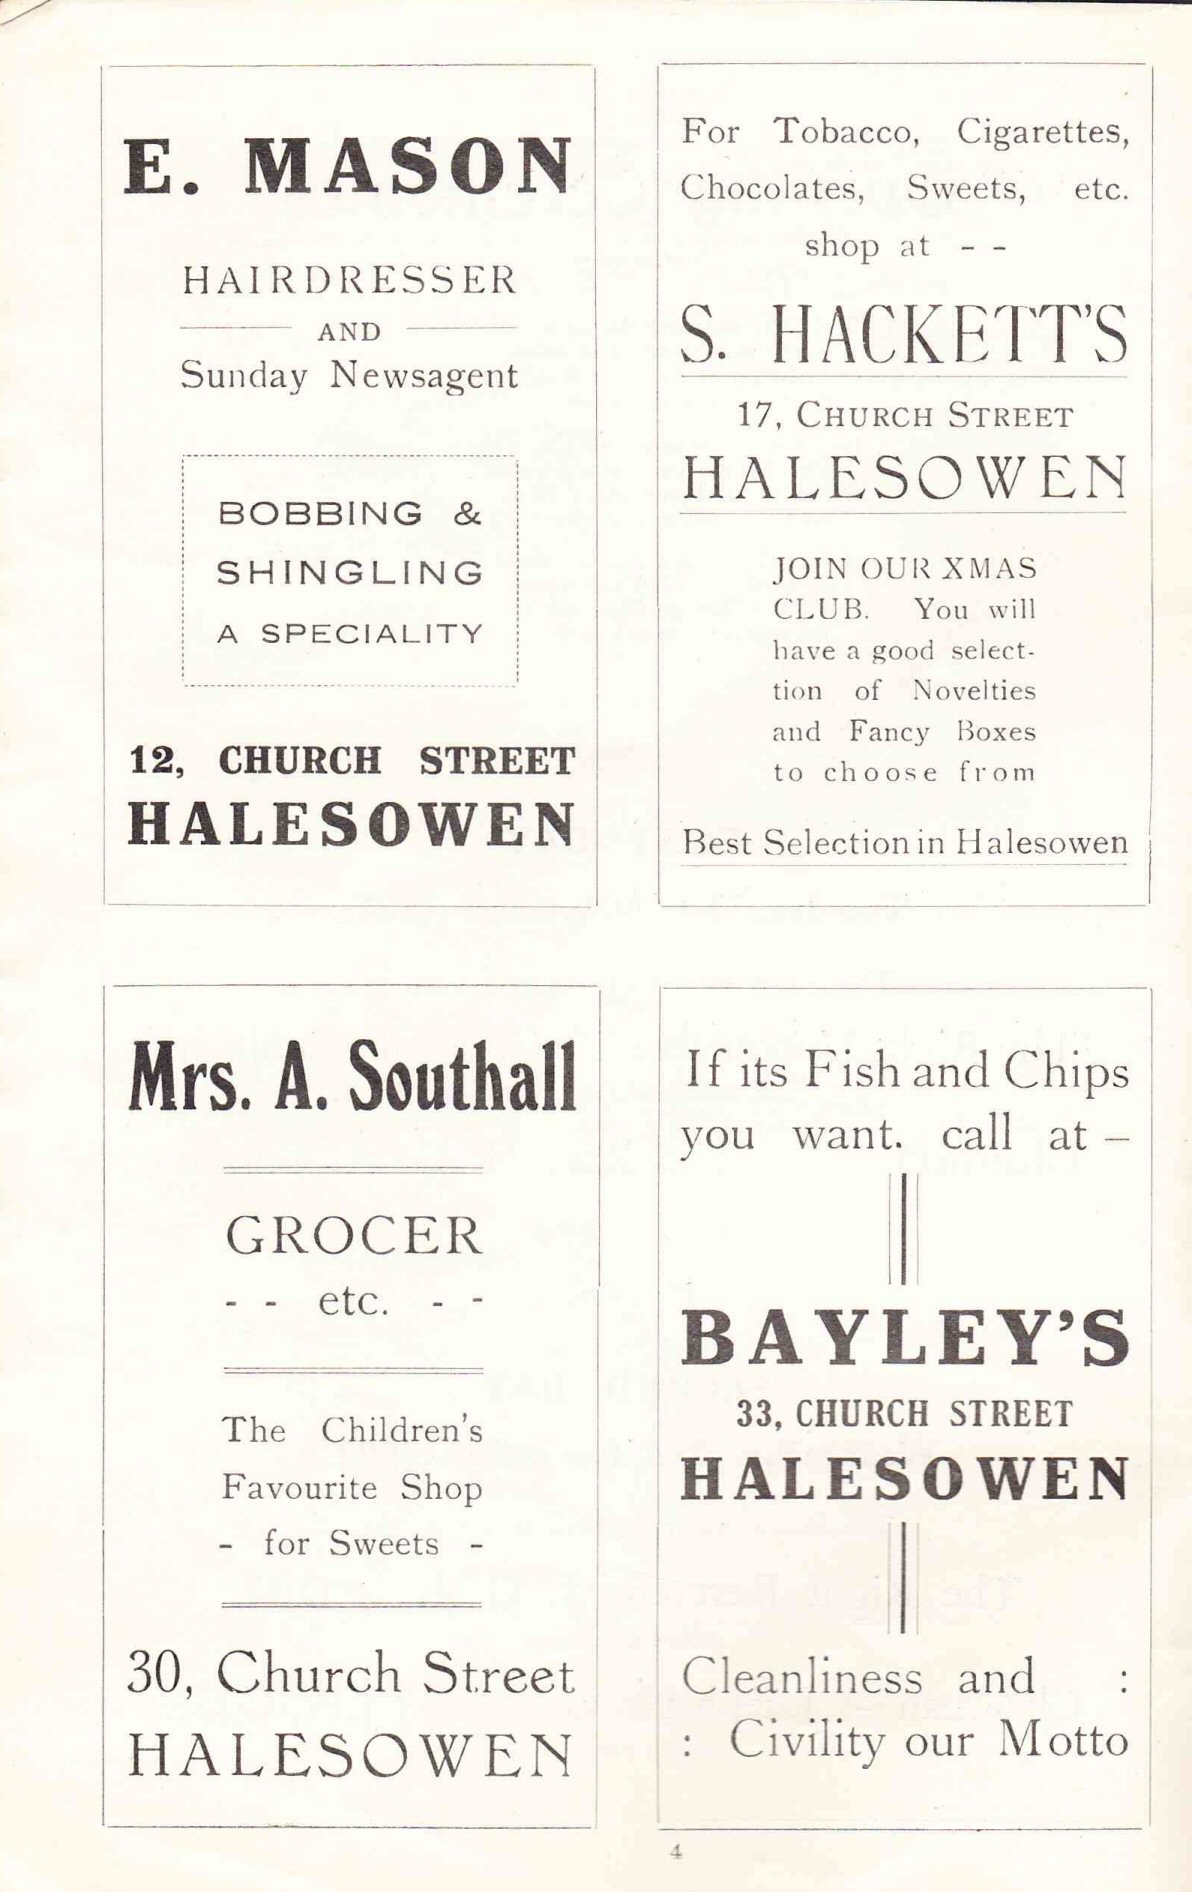 E. MASON
HAIRDRESSER
AND
Sunday Newsagent
BOBBING &
SHINGLING
A SPECIALITY
12, CHURCH STREET
HALESOWEN
For Tobacco, Cigarettes,
Chocolates, Sweets, etc.
shop at - -
S. HACKETT'S
17, CHURCH STREET
HALESOWEN
JOIN OUR XMAS
CLUB. You will
have a good select-
tion of Novelties
and Fancy Boxes
to choose from
Best Selection in Halesowen
Mrs. A. Southall
GROCER
- - etc. - -
The Children's
Favourite Shop
- for Sweets -
30, Church Street
HALESOWEN
If its Fish and Chips
you want. call at –
BAYLEY'S
33, CHURCH STREET
HALESOWEN
Cleanliness and :
: Civility our Motto
4